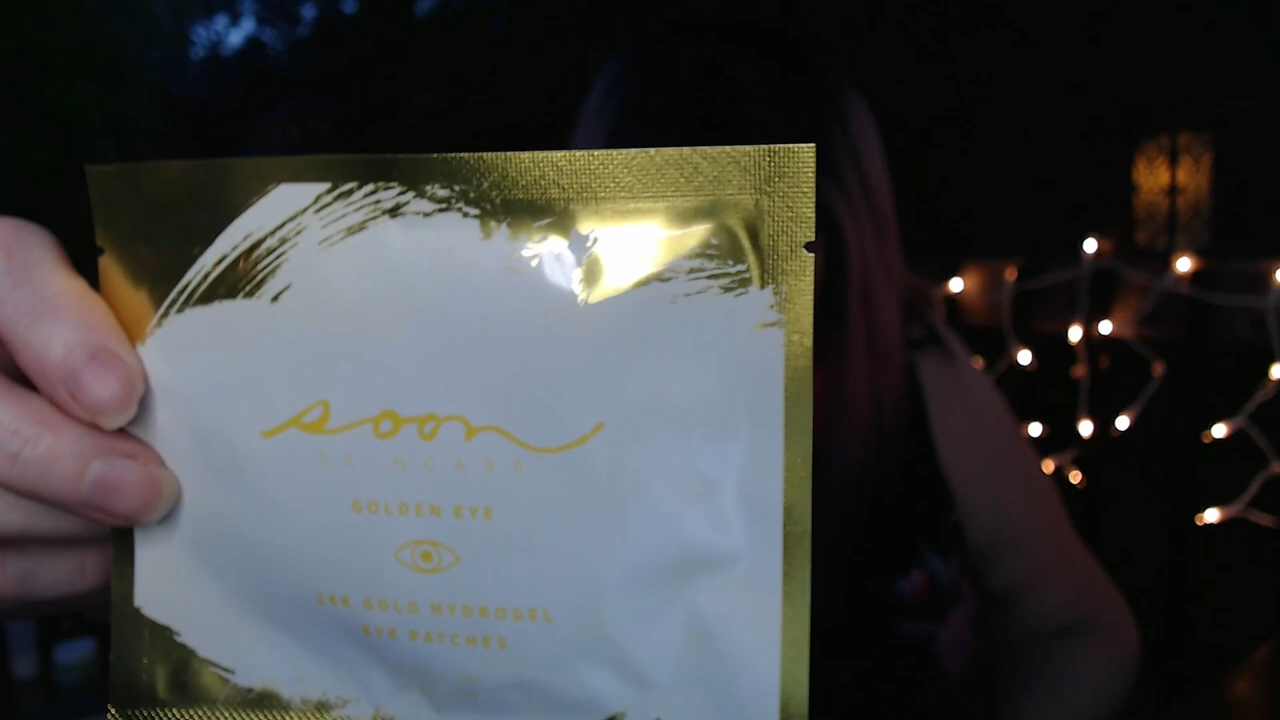 soon
SKINCARE
GOLDEN EYE
24K GOLD HYDROGEL
EYE PATCHES